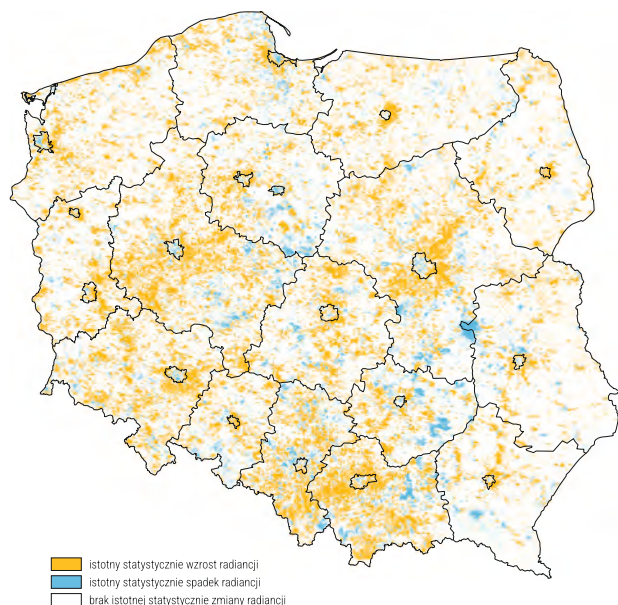 istotny statystycznie wzrost radiancji
istotny statystycznie spadek radiancji
brak istotnej statystycznie zmiany radiancji